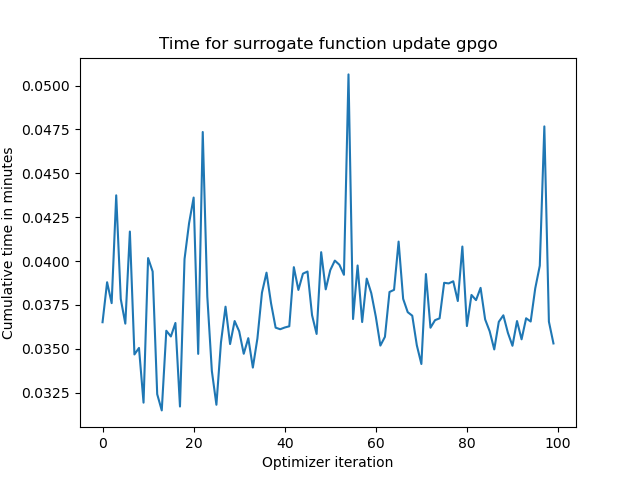 Time for surrogate function update gpgo
0.0500
0.0475
0.0450
0.0425
0.0400
0.0375
0.0350
0.0325
Cumulative time in minutes
0 20 40 60 80 100
Optimizer iteration